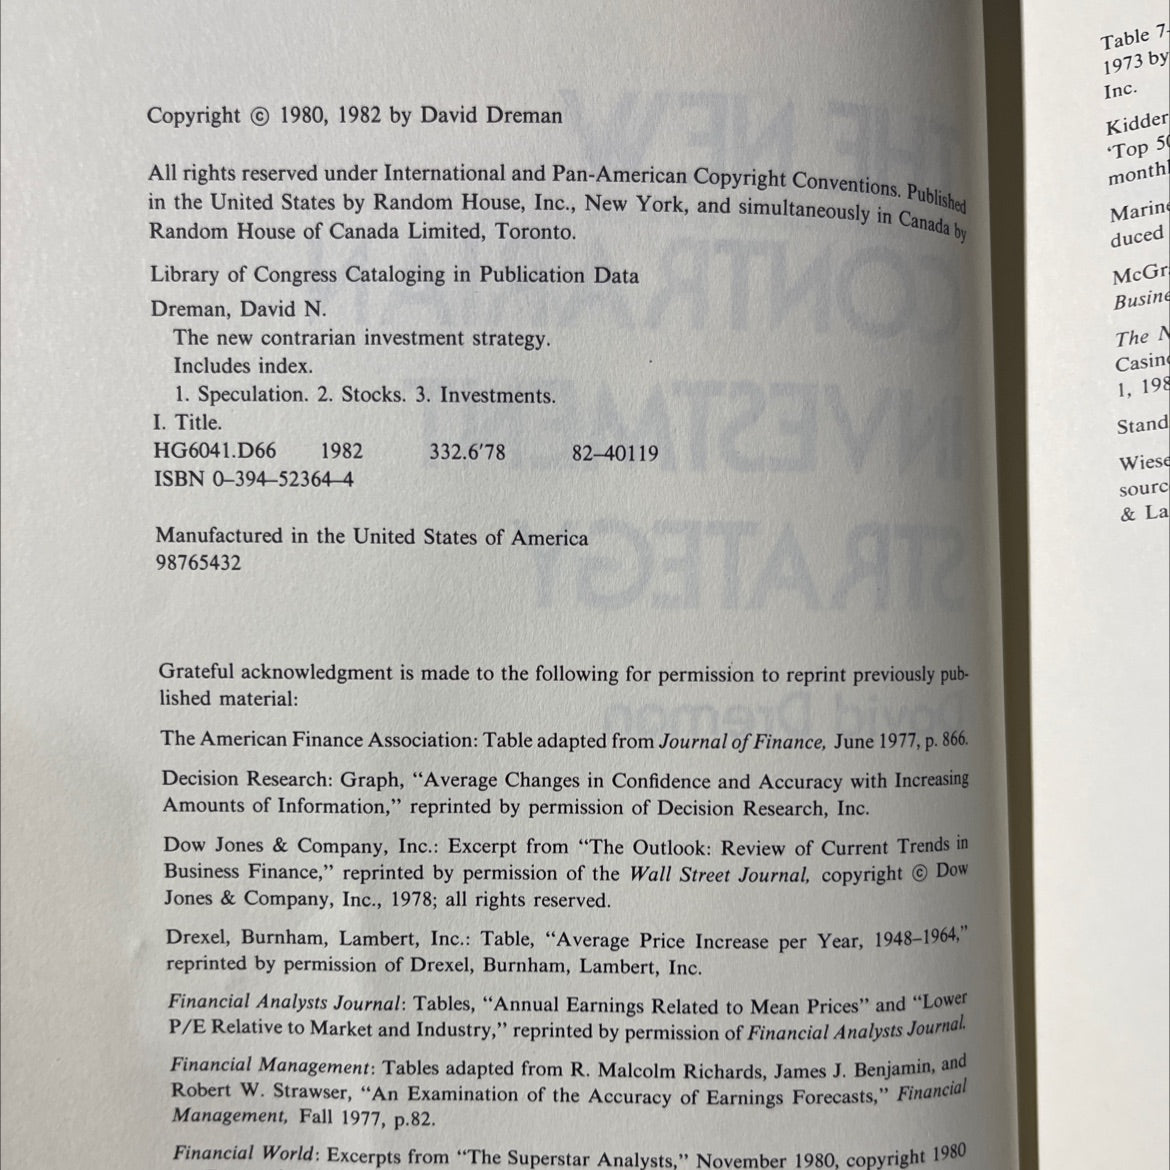 Copyright © 1980, 1982 by David Dreman
All rights reserved under International and Pan-American Copyright Conventions. Published
in the United States by Random House, Inc., New York, and simultaneously in Canada by
Random House of Canada Limited, Toronto.
Library of Congress Cataloging in Publication Data
Dreman, David N.
The new contrarian investment strategy.
Includes index.
1. Speculation. 2. Stocks. 3. Investments.
I. Title.
HG6041.D66 1982 332.6'78 82–40119
ISBN 0–394–52364–4
Manufactured in the United States of America
98765432
Grateful acknowledgment is made to the following for permission to reprint previously pub-
lished material:
The American Finance Association: Table adapted from Journal of Finance, June 1977, p. 866.
Decision Research: Graph, “Average Changes in Confidence and Accuracy with Increasing
Amounts of Information,” reprinted by permission of Decision Research, Inc.
Dow Jones & Company, Inc.: Excerpt from “The Outlook: Review of Current Trends in
Business Finance,” reprinted by permission of the Wall Street Journal, copyright © Dow
Jones & Company, Inc., 1978; all rights reserved.
Drexel, Burnham, Lambert, Inc.: Table, “Average Price Increase per Year, 1948–1964,”
reprinted by permission of Drexel, Burnham, Lambert, Inc.
Financial Analysts Journal: Tables, “Annual Earnings Related to Mean Prices” and “Lower
P/E Relative to Market and Industry,” reprinted by permission of Financial Analysts Journal.
Financial Management: Tables adapted from R. Malcolm Richards, James J. Benjamin, and
Robert W. Strawser, “An Examination of the Accuracy of Earnings Forecasts,” Financial
Management, Fall 1977, p.82.
Financial World: Excerpts from “The Superstar Analysts,” November 1980, copyright 1980
Table 7-
1973 by
Inc.
Kidder
‘Top
month
Marine
duced
McGr
Busine
The N
Casino
1, 198
Stand
Wiese
sourc
& La